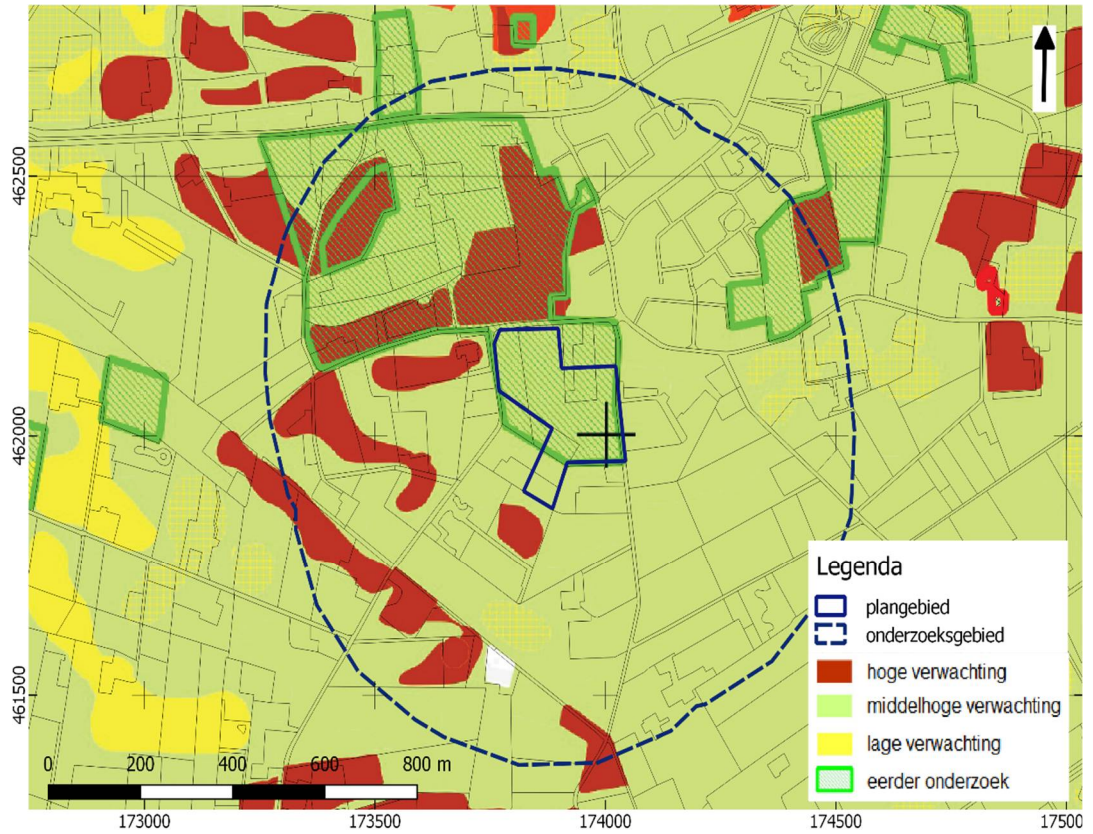 462500
462000
461500
Legenda
plangebied
onderzoeksgebied
hoge verwachting
middelhoge verwachting
lage verwachting
eerder onderzoek
0 200 400 600 800 m
173000 173500 174000 174500 17500